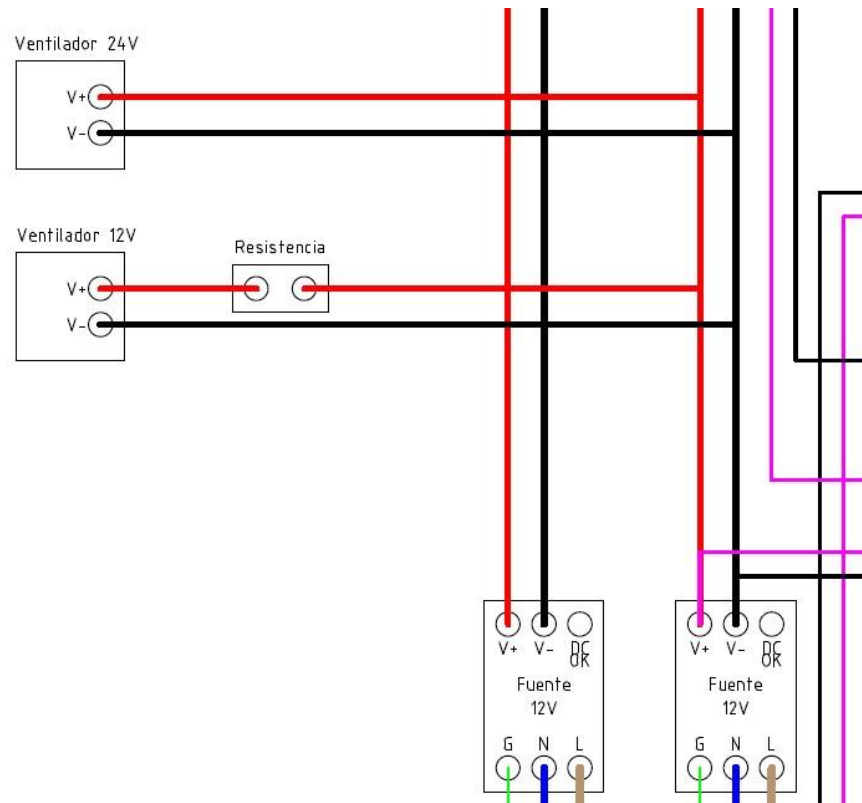 Ventilador 24V
V+
V-
Ventilador 12V
Resistencia
V+
V-
V+ V- DC OK
Fuente
12V
G N L
V+ V- DC OK
Fuente
12V
G N L